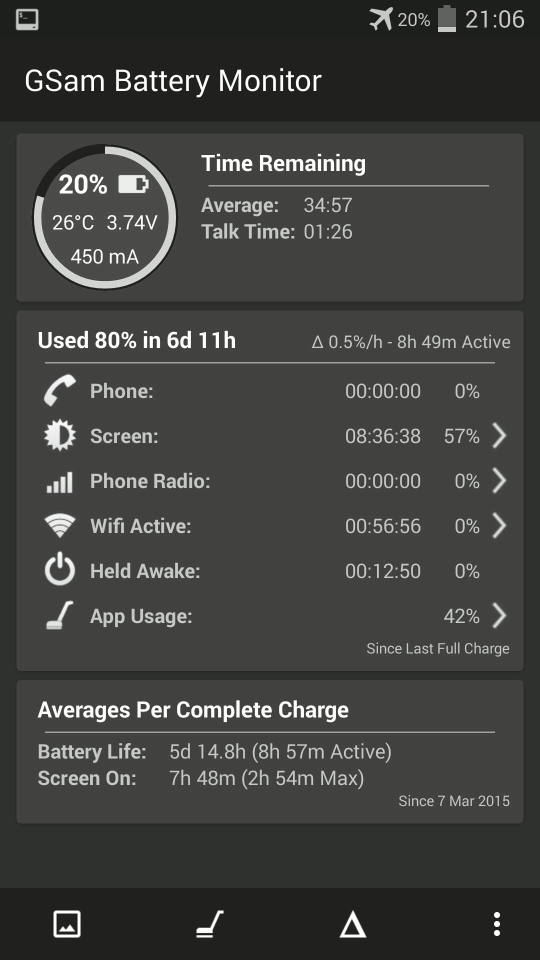 20% 21:06
GSam Battery Monitor
20%
26°C 3.74V
450 mA
Time Remaining
Average: 34:57
Talk Time: 01:26
Used 80% in 6d 11h Δ 0.5%/h - 8h 49m Active
Phone: 00:00:00 0%
Screen: 08:36:38 57%
Phone Radio: 00:00:00 0%
Wifi Active: 00:56:56 0%
Held Awake: 00:12:50 0%
App Usage: 42%
Since Last Full Charge
Averages Per Complete Charge
Battery Life: 5d 14.8h (8h 57m Active)
Screen On: 7h 48m (2h 54m Max)
Since 7 Mar 2015